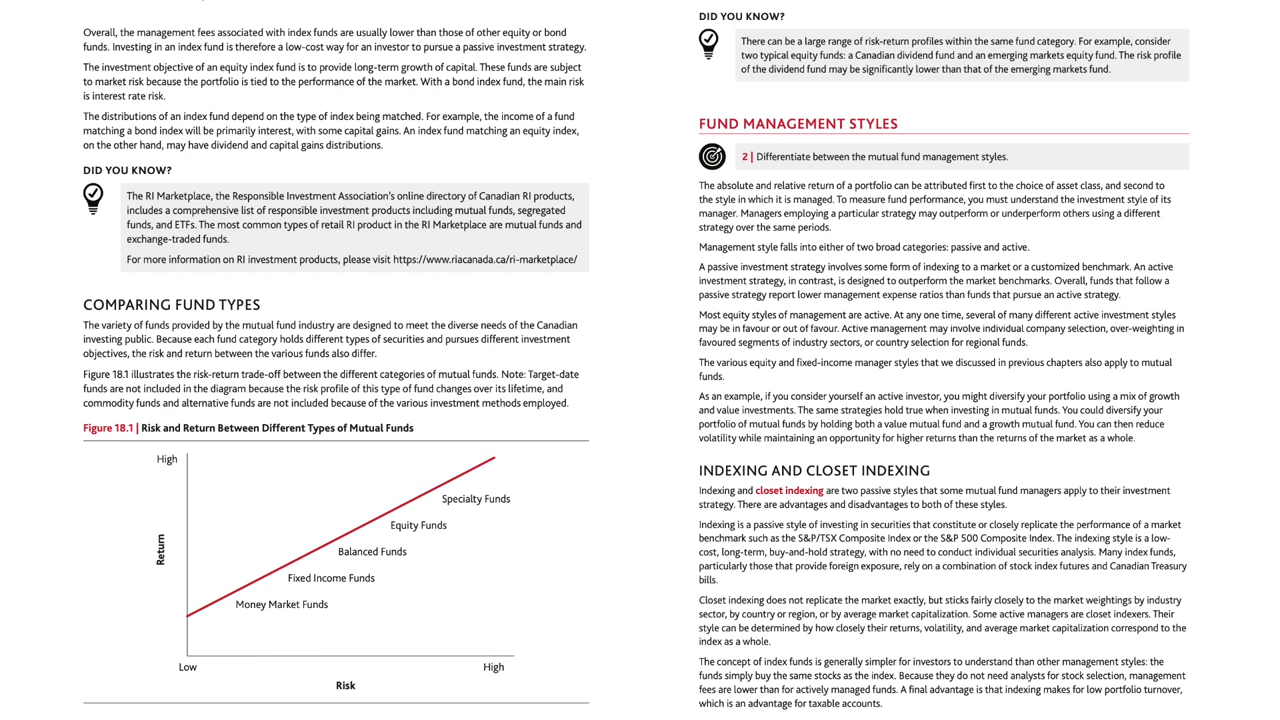 Overall, the management fees associated with index funds are usually lower than those of other equity or bond
funds. Investing in an index fund is therefore a low-cost way for an investor to pursue a passive investment strategy.
The investment objective of an equity index fund is to provide long-term growth of capital. These funds are subject
to market risk because the portfolio is tied to the performance of the market. With a bond index fund, the main risk
is interest rate risk.
The distributions of an index fund depend on the type of index being matched. For example, the income of a fund
matching a bond index will be primarily interest, with some capital gains. An index fund matching an equity index,
on the other hand, may have dividend and capital gains distributions.
DID YOU KNOW?
The RI Marketplace, the Responsible Investment Association's online directory of Canadian RI products,
includes a comprehensive list of responsible investment products including mutual funds, segregated
funds, and ETFs. The most common types of retail RI product in the RI Marketplace are mutual funds and
exchange-traded funds.
For more information on RI investment products, please visit https://www.riacanada.ca/ri-marketplace/
COMPARING FUND TYPES
The variety of funds provided by the mutual fund industry are designed to meet the diverse needs of the Canadian
investing public. Because each fund category holds different types of securities and pursues different investment
objectives, the risk and return between the various funds also differ.
Figure 18.1 illustrates the risk-return trade-off between the different categories of mutual funds. Note: Target-date
funds are not included in the diagram because the risk profile of this type of fund changes over its lifetime, and
commodity funds and alternative funds are not included because of the various investment methods employed.
Figure 18.1 | Risk and Return Between Different Types of Mutual Funds
High
Specialty Funds
Equity Funds
Balanced Funds
Fixed Income Funds
Money Market Funds
Return
Low
High
Risk
DID YOU KNOW?
There can be a large range of risk-return profiles within the same fund category. For example, consider
two typical equity funds: a Canadian dividend fund and an emerging markets equity fund. The risk profile
of the dividend fund may be significantly lower than that of the emerging markets fund.
FUND MANAGEMENT STYLES
2 | Differentiate between the mutual fund management styles.
The absolute and relative return of a portfolio can be attributed first to the choice of asset class, and second to
the style in which it is managed. To measure fund performance, you must understand the investment style of its
manager. Managers employing a particular strategy may outperform or underperform others using a different
strategy over the same periods.
Management style falls into either of two broad categories: passive and active.
A passive investment strategy involves some form of indexing to a market or a customized benchmark. An active
investment strategy, in contrast, is designed to outperform the market benchmarks. Overall, funds that follow a
passive strategy report lower management expense ratios than funds that pursue an active strategy.
Most equity styles of management are active. At any one time, several of many different active investment styles
may be in favour or out of favour. Active management may involve individual company selection, over-weighting in
favoured segments of industry sectors, or country selection for regional funds.
The various equity and fixed-income manager styles that we discussed in previous chapters also apply to mutual
funds.
As an example, if you consider yourself an active investor, you might diversify your portfolio using a mix of growth
and value investments. The same strategies hold true when investing in mutual funds. You could diversify your
portfolio of mutual funds by holding both a value mutual fund and a growth mutual fund. You can then reduce
volatility while maintaining an opportunity for higher returns than the returns of the market as a whole.
INDEXING AND CLOSET INDEXING
Indexing and closet indexing are two passive styles that some mutual fund managers apply to their investment
strategy. There are advantages and disadvantages to both of these styles.
Indexing is a passive style of investing in securities that constitute or closely replicate the performance of a market
benchmark such as the S&P/TSX Composite Index or the S&P 500 Composite Index. The indexing style is a low-
cost, long-term, buy-and-hold strategy, with no need to conduct individual securities analysis. Many index funds,
particularly those that provide foreign exposure, rely on a combination of stock index futures and Canadian Treasury
bills.
Closet indexing does not replicate the market exactly, but sticks fairly closely to the market weightings by industry
sector, by country or region, or by average market capitalization. Some active managers are closet indexers. Their
style can be determined by how closely their returns, volatility, and average market capitalization correspond to the
index as a whole.
The concept of index funds is generally simpler for investors to understand than other management styles: the
funds simply buy the same stocks as the index. Because they do not need analysts for stock selection, management
fees are lower than for actively managed funds. A final advantage is that indexing makes for low portfolio turnover,
which is an advantage for taxable accounts.